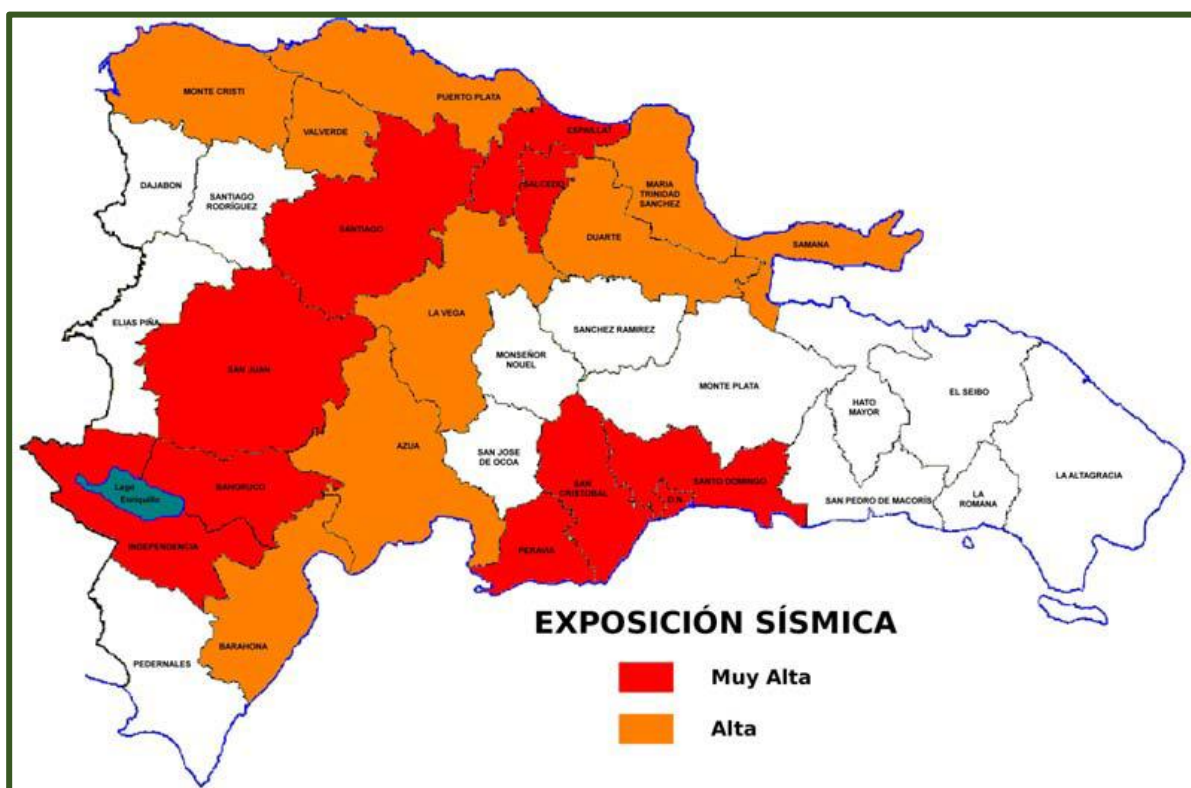 MONTE CRISTI
PUERTO PLATA
VALVERDE
ESPAILLAT
DAJABON
SANTIAGO
RODRÍGUEZ
SALCEDO
MARIA
TRINIDAD
SANCHEZ
SANTIAGO
DUARTE
SAMANA
ELIAS PIÑA
LA VEGA
SANCHEZ RAMIREZ
MONSEÑOR
NOUEL
SAN JUAN
MONTE PLATA
EL SEIBO
HATO
MAYOR
AZUA
SAN JOSE
DE OCOA
LA ALTAGRACIA
Lago
Enriquillo
BAHORUCO
SAN
CRISTOBAL
SANTO DOMINGO
D.N.
SAN PEDRO DE MACORÍS
LA
ROMANA
INDEPENDENCIA
PERAVIA
BARAHONA
PEDERNALES
EXPOSICIÓN SÍSMICA
Muy Alta
Alta